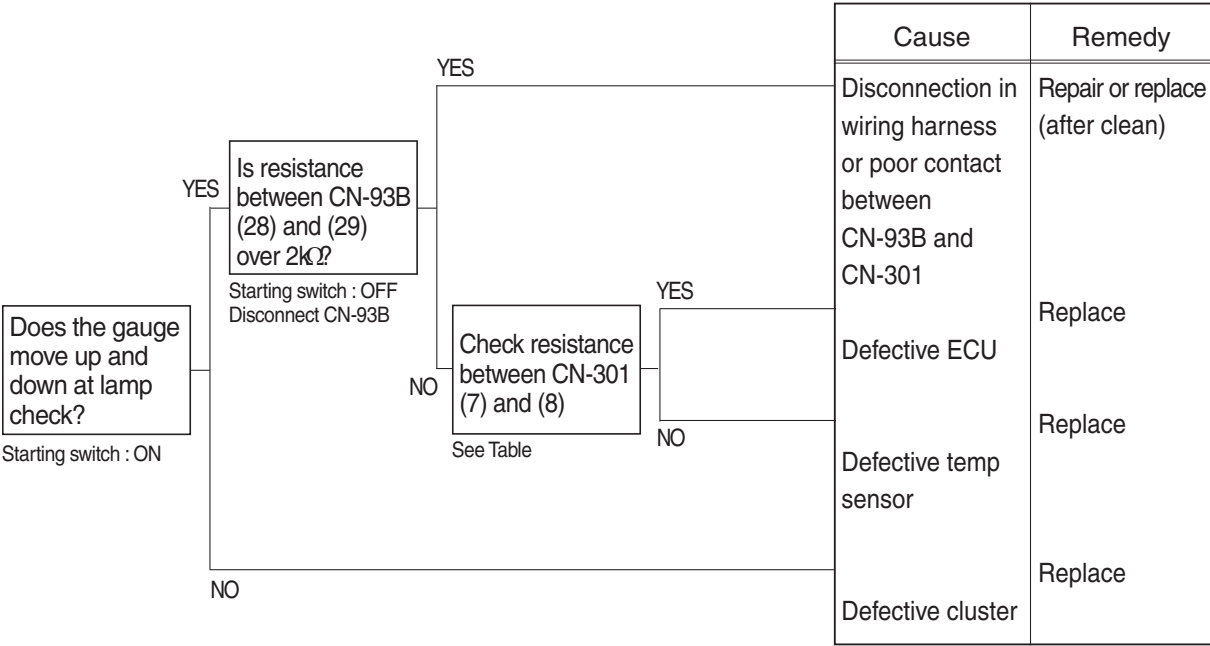 Cause
Remedy
YES
Disconnection in
wiring harness
or poor contact
between
CN-93B and
CN-301
Repair or replace
(after clean)
YES
Is resistance
between CN-93B
(28) and (29)
over 2kΩ?
Starting switch : OFF
Disconnect CN-93B
Does the gauge
move up and
down at lamp
check?
Starting switch : ON
NO
Check resistance
between CN-301
(7) and (8)
See Table
YES
Replace
Defective ECU
NO
Replace
Defective temp
sensor
NO
Replace
Defective cluster